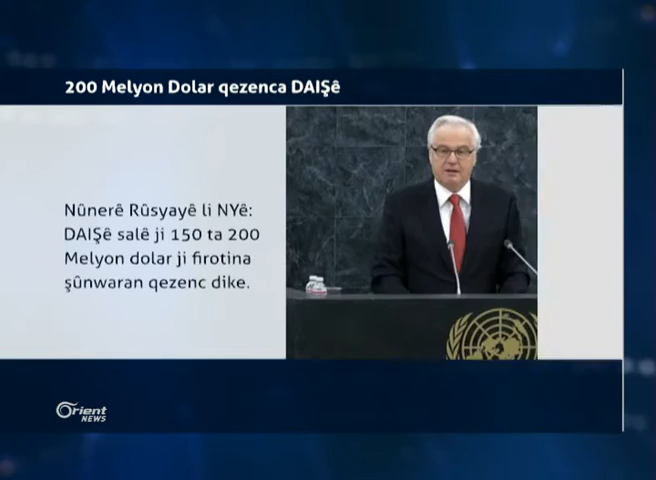 200 Melyon Dolar qezenca DAIŞê
Nûnerê Rûsyayê li NYê:
DAIŞê salê ji 150 ta 200
Melyon dolar ji firotina
şûnwaran qezenc dike.
Orient
NEWS